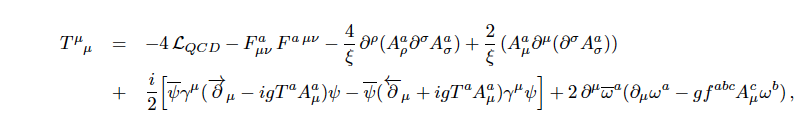 T^μ_μ = −4 ℒ_{QCD} − F^a_{μν} F^{a μν} − \frac{4}{ξ} ∂^ρ(A^a_ρ ∂^σ A^a_σ) + \frac{2}{ξ} (A^a_μ ∂^μ(∂^σ A^a_σ))
+ \frac{i}{2} [ \overline{ψ} γ^μ (\overrightarrow{∂}_μ − igT^a A^a_μ)ψ − \overline{ψ}(\overleftarrow{∂}_μ + igT^a A^a_μ)γ^μ ψ ] + 2 ∂^μ \overline{ω}^a (∂_μ ω^a − gf^{abc} A^c_μ ω^b) ,